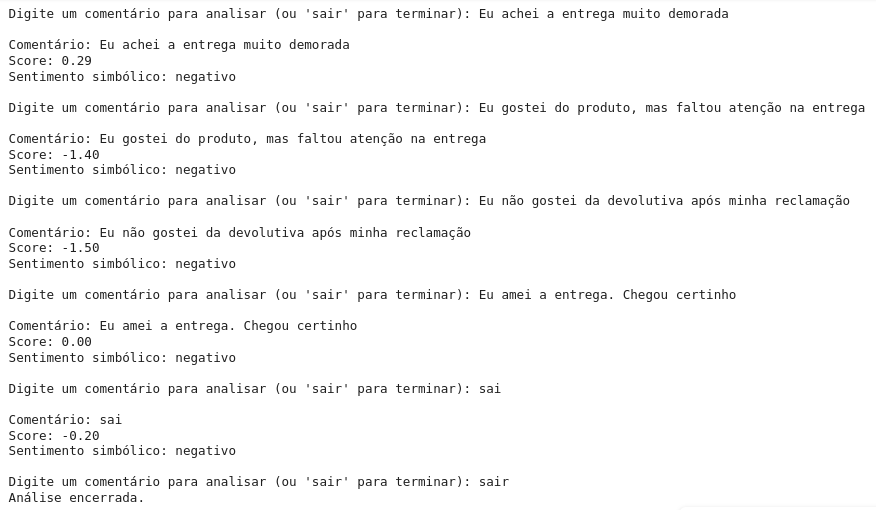 Digite um comentário para analisar (ou 'sair' para terminar): Eu achei a entrega muito demorada
Comentário: Eu achei a entrega muito demorada
Score: 0.29
Sentimento simbólico: negativo
Digite um comentário para analisar (ou 'sair' para terminar): Eu gostei do produto, mas faltou atenção na entrega
Comentário: Eu gostei do produto, mas faltou atenção na entrega
Score: -1.40
Sentimento simbólico: negativo
Digite um comentário para analisar (ou 'sair' para terminar): Eu não gostei da devolutiva após minha reclamação
Comentário: Eu não gostei da devolutiva após minha reclamação
Score: -1.50
Sentimento simbólico: negativo
Digite um comentário para analisar (ou 'sair' para terminar): Eu amei a entrega. Chegou certinho
Comentário: Eu amei a entrega. Chegou certinho
Score: 0.00
Sentimento simbólico: negativo
Digite um comentário para analisar (ou 'sair' para terminar): sai
Comentário: sai
Score: -0.20
Sentimento simbólico: negativo
Digite um comentário para analisar (ou 'sair' para terminar): sair
Análise encerrada.